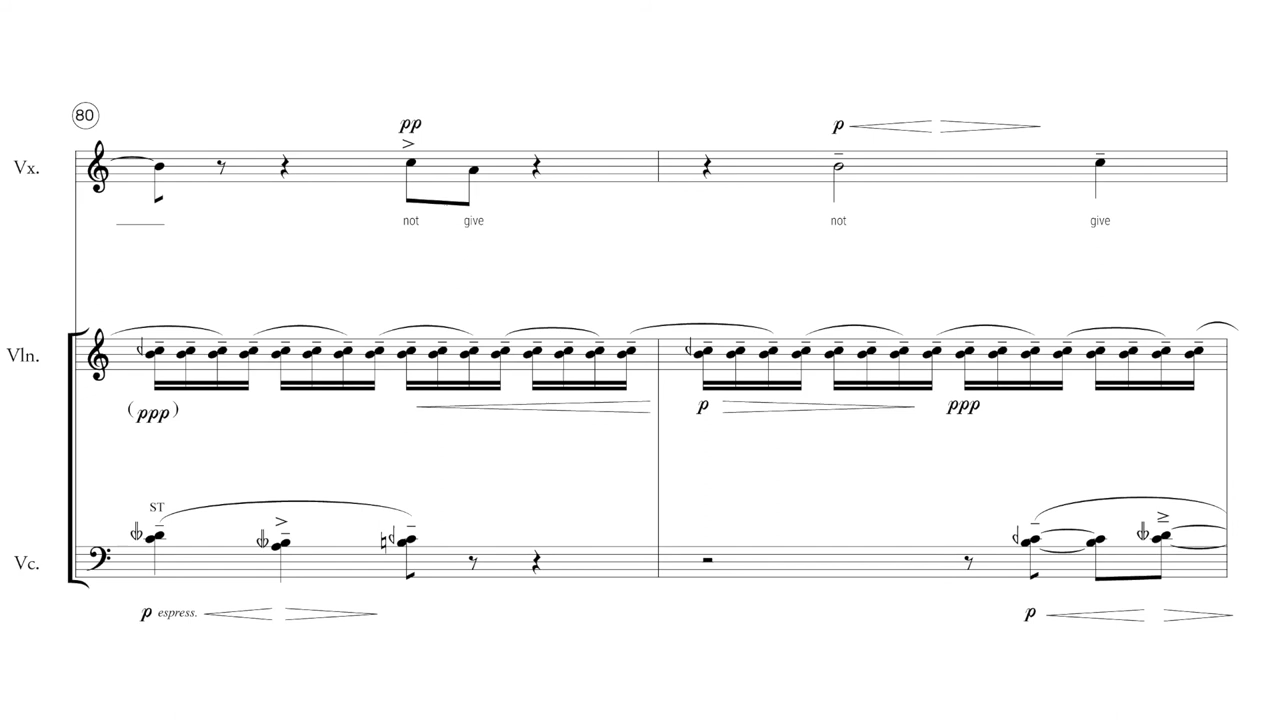 80
pp
p
Vx.
not give not give
Vln.
(ppp)
p
ppp
ST
Vc.
p espress.
p